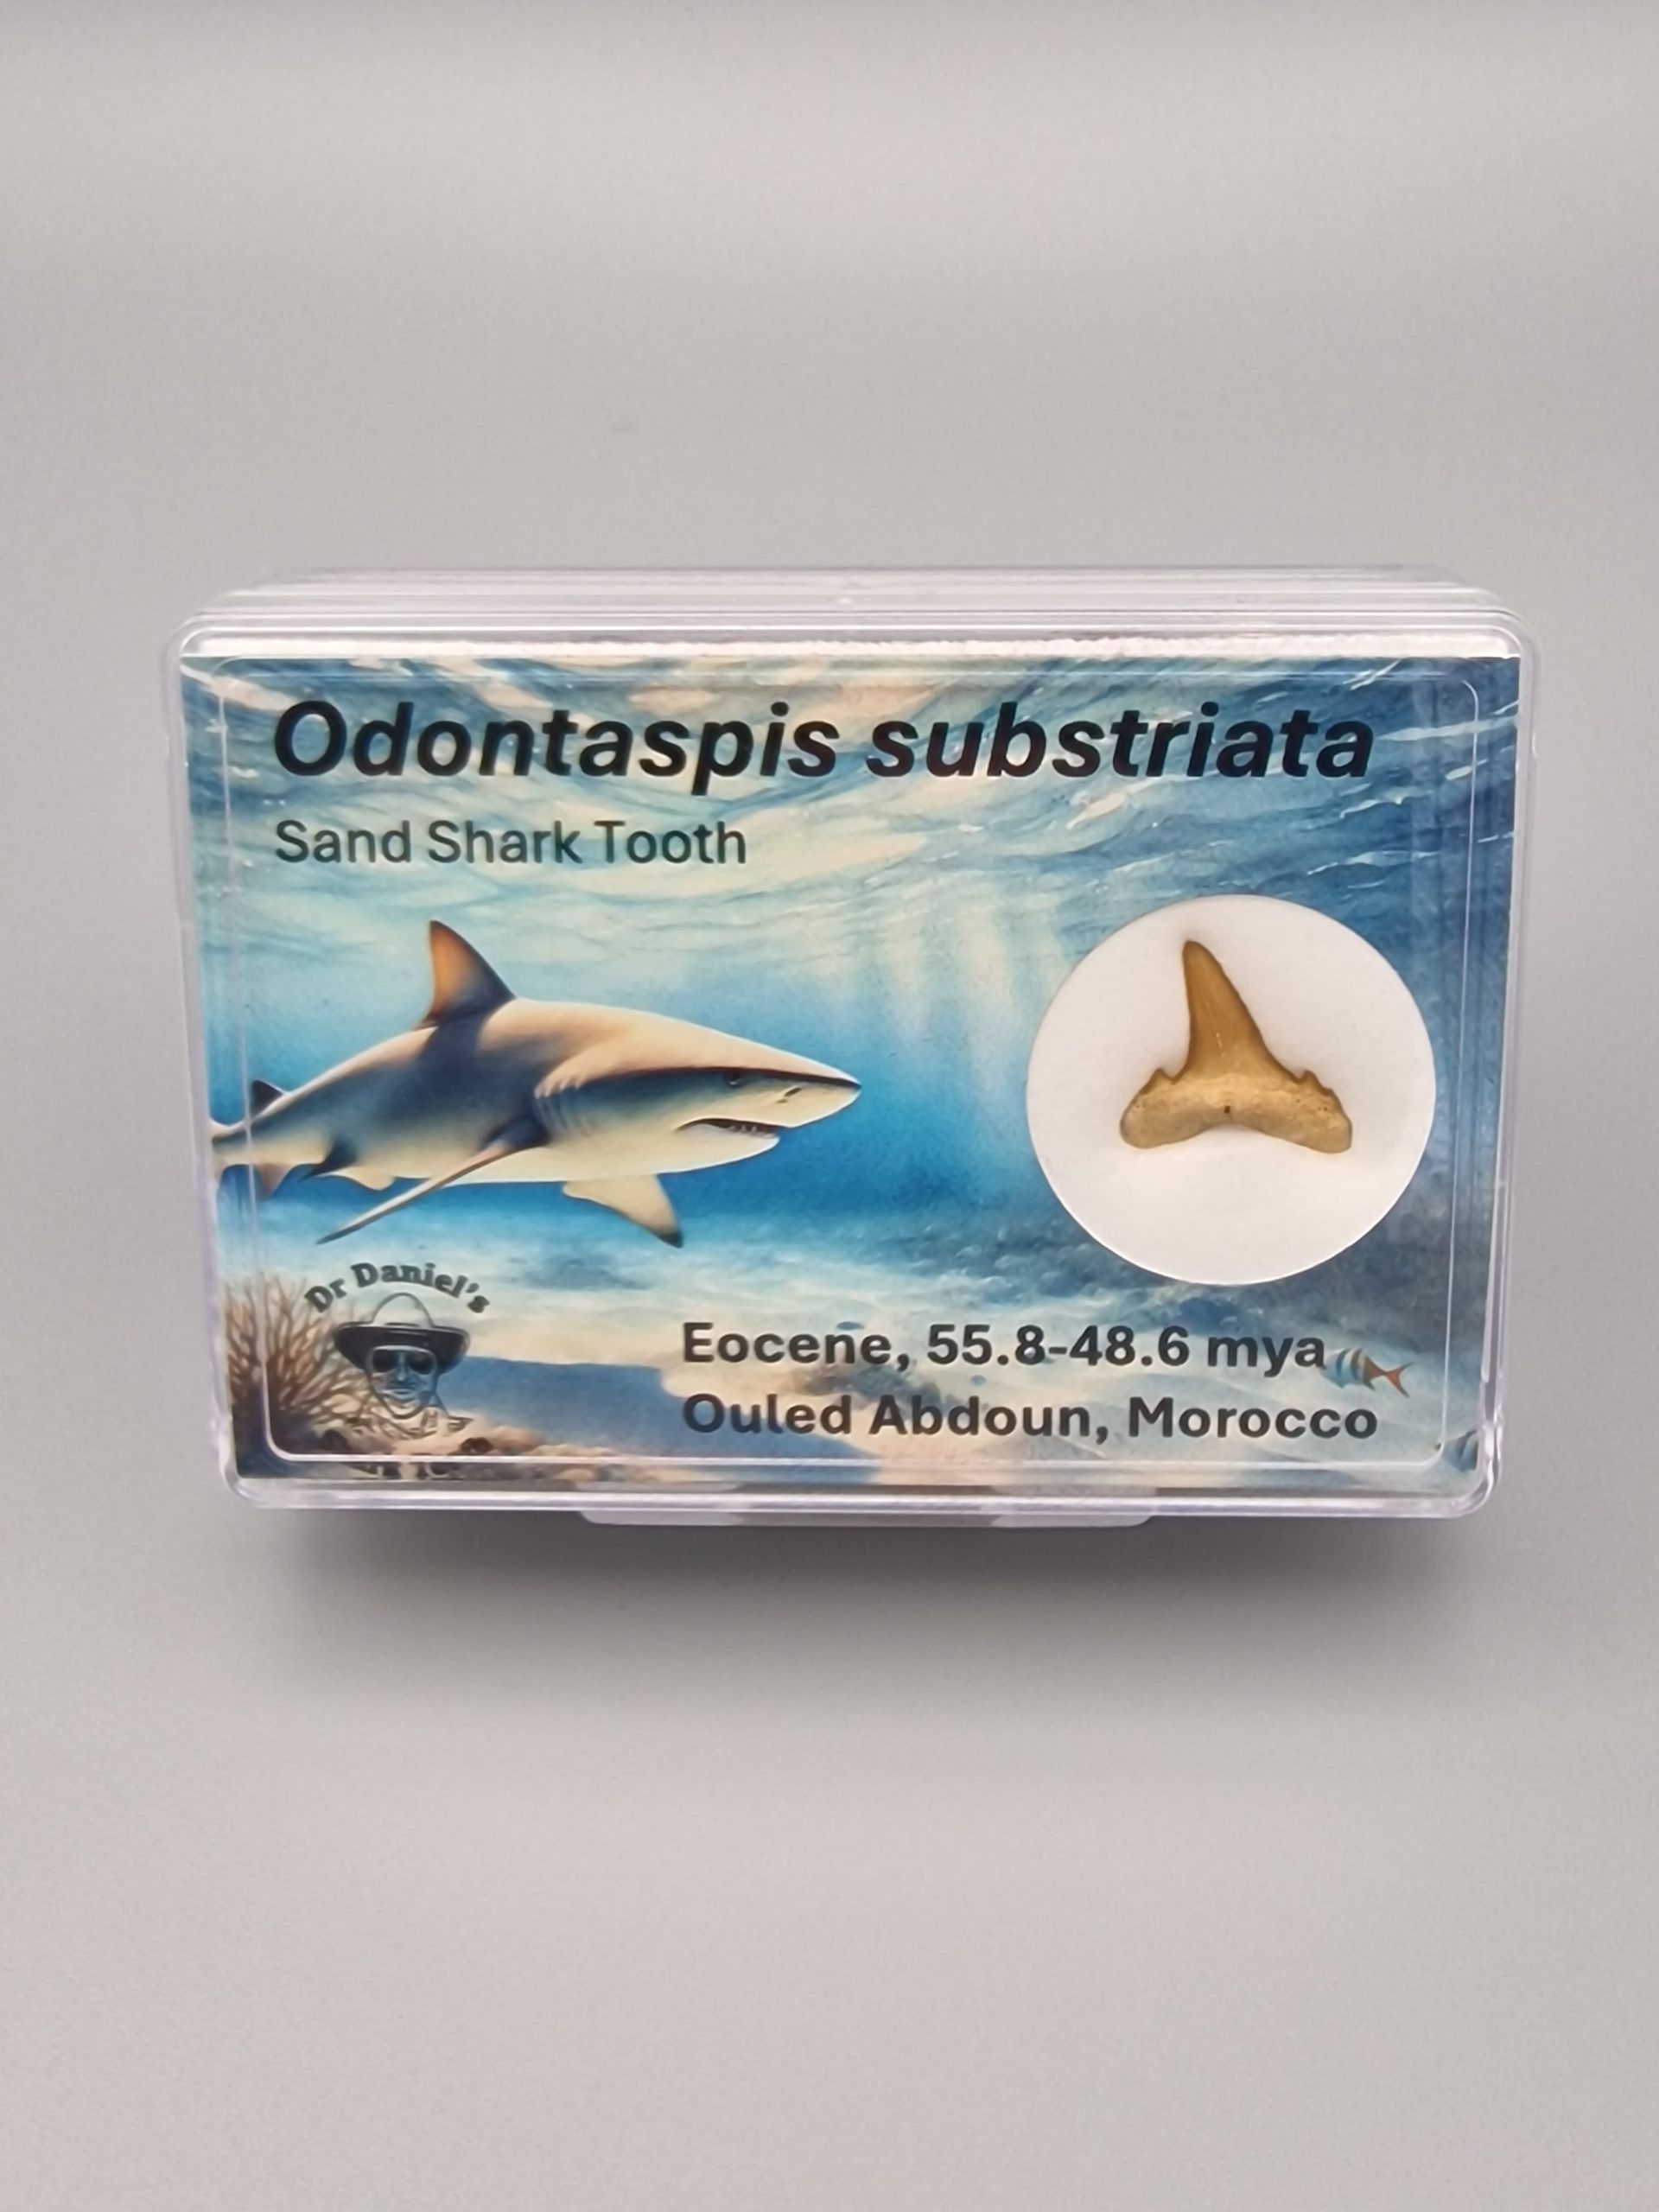 Odontaspis substriata
Sand Shark Tooth
Dr Daniel's
Eocene, 55.8-48.6 mya
Ouled Abdoun, Morocco